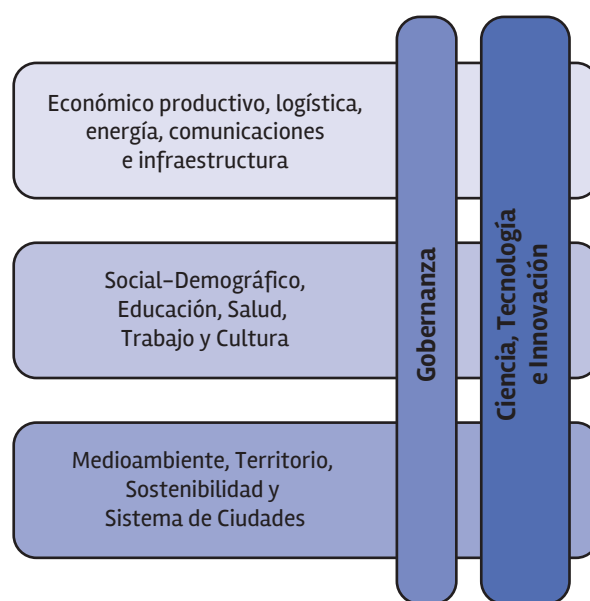 Económico productivo, logística,
energía, comunicaciones
e infraestructura
Social-Demográfico,
Educación, Salud,
Trabajo y Cultura
Medioambiente, Territorio,
Sostenibilidad y
Sistema de Ciudades
Gobernanza
Ciencia, Tecnología
e Innovación